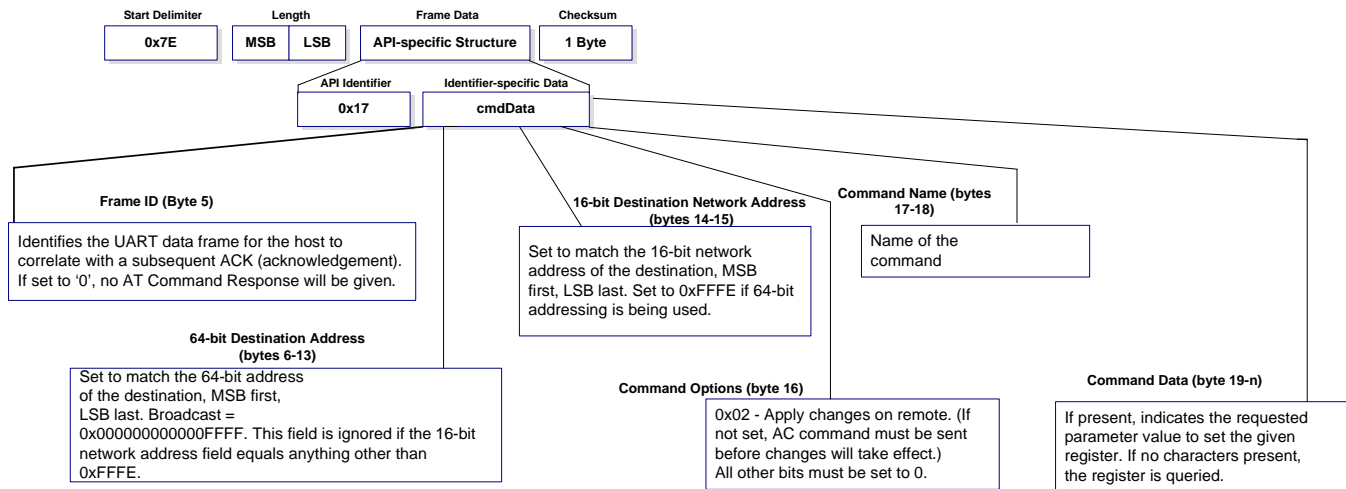 Start Delimiter
Length
Frame Data
Checksum
0x7E
MSB
LSB
API-specific Structure
1 Byte
API Identifier
Identifier-specific Data
0x17
cmdData
Frame ID (Byte 5)
Identifies the UART data frame for the host to
correlate with a subsequent ACK (acknowledgement).
If set to ‘0’, no AT Command Response will be given.
64-bit Destination Address
(bytes 6-13)
Set to match the 64-bit address
of the destination, MSB first,
LSB last. Broadcast =
0x000000000000FFFF. This field is ignored if the 16-bit
network address field equals anything other than
0xFFFE.
16-bit Destination Network Address
(bytes 14-15)
Set to match the 16-bit network
address of the destination, MSB
first, LSB last. Set to 0xFFFE if 64-bit
addressing is being used.
Command Options (byte 16)
0x02 - Apply changes on remote. (If
not set, AC command must be sent
before changes will take effect.)
All other bits must be set to 0.
Command Name (bytes
17-18)
Name of the
command
Command Data (byte 19-n)
If present, indicates the requested
parameter value to set the given
register. If no characters present,
the register is queried.